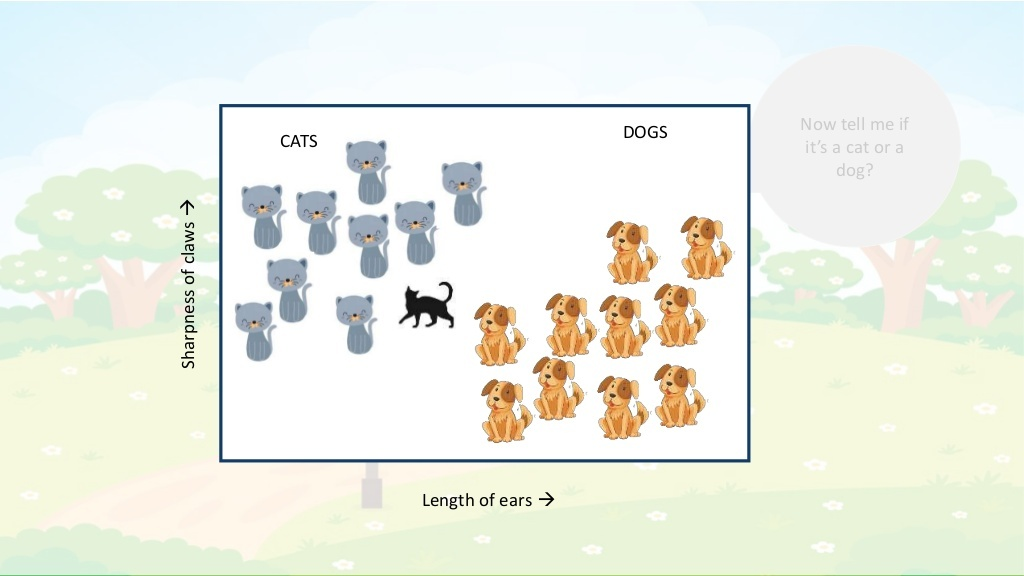 CATS
DOGS
Now tell me if
it’s a cat or a
dog?
Sharpness of claws →
Length of ears →